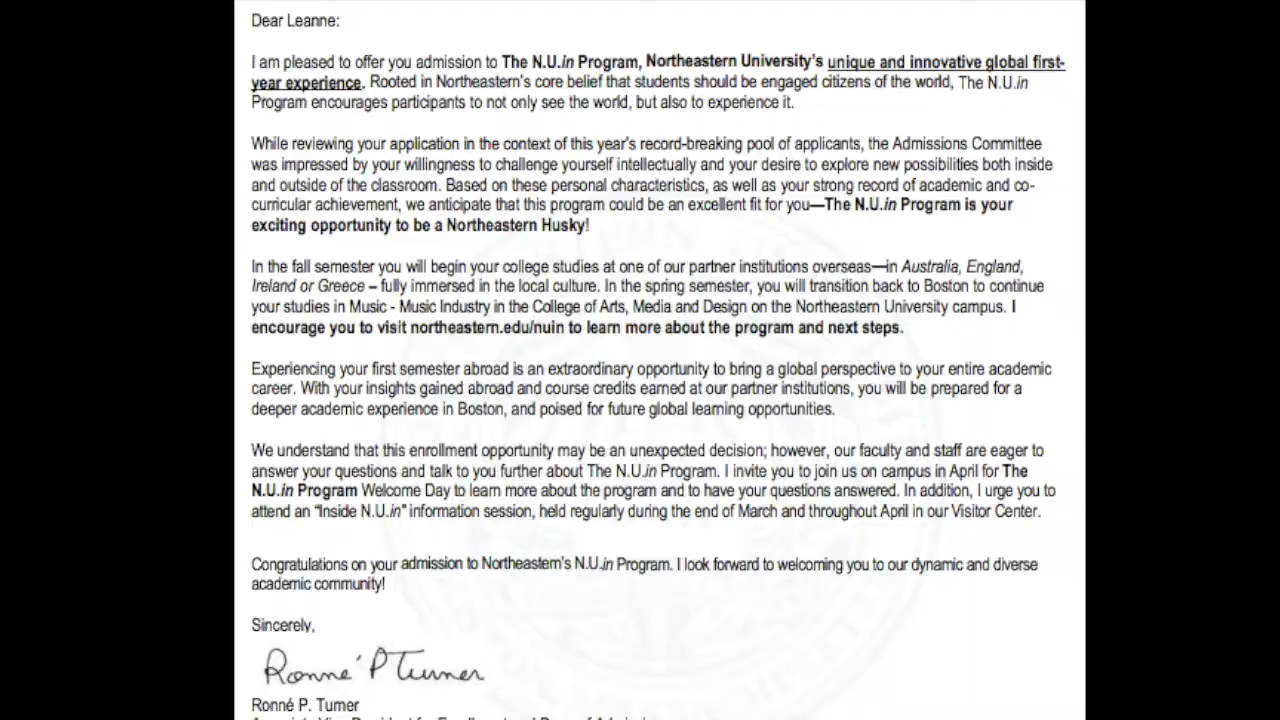 Dear Leanne:
I am pleased to offer you admission to The N.U.in Program, Northeastern University's unique and innovative global first-
year experience. Rooted in Northeastern's core belief that students should be engaged citizens of the world, The N.U.in
Program encourages participants to not only see the world, but also to experience it.
While reviewing your application in the context of this year's record-breaking pool of applicants, the Admissions Committee
was impressed by your willingness to challenge yourself intellectually and your desire to explore new possibilities both inside
and outside of the classroom. Based on these personal characteristics, as well as your strong record of academic and co-
curricular achievement, we anticipate that this program could be an excellent fit for you—The N.U.in Program is your
exciting opportunity to be a Northeastern Husky!
In the fall semester you will begin your college studies at one of our partner institutions overseas—in Australia, England,
Ireland or Greece – fully immersed in the local culture. In the spring semester, you will transition back to Boston to continue
your studies in Music - Music Industry in the College of Arts, Media and Design on the Northeastern University campus. I
encourage you to visit northeastern.edu/nuin to learn more about the program and next steps.
Experiencing your first semester abroad is an extraordinary opportunity to bring a global perspective to your entire academic
career. With your insights gained abroad and course credits earned at our partner institutions, you will be prepared for a
deeper academic experience in Boston, and poised for future global learning opportunities.
We understand that this enrollment opportunity may be an unexpected decision; however, our faculty and staff are eager to
answer your questions and talk to you further about The N.U.in Program. I invite you to join us on campus in April for The
N.U.in Program Welcome Day to learn more about the program and to have your questions answered. In addition, I urge you to
attend an "Inside N.U.in" information session, held regularly during the end of March and throughout April in our Visitor Center.
Congratulations on your admission to Northeastern's N.U.in Program. I look forward to welcoming you to our dynamic and diverse
academic community!
Sincerely,
Ronné P Turner
Ronné P. Turner